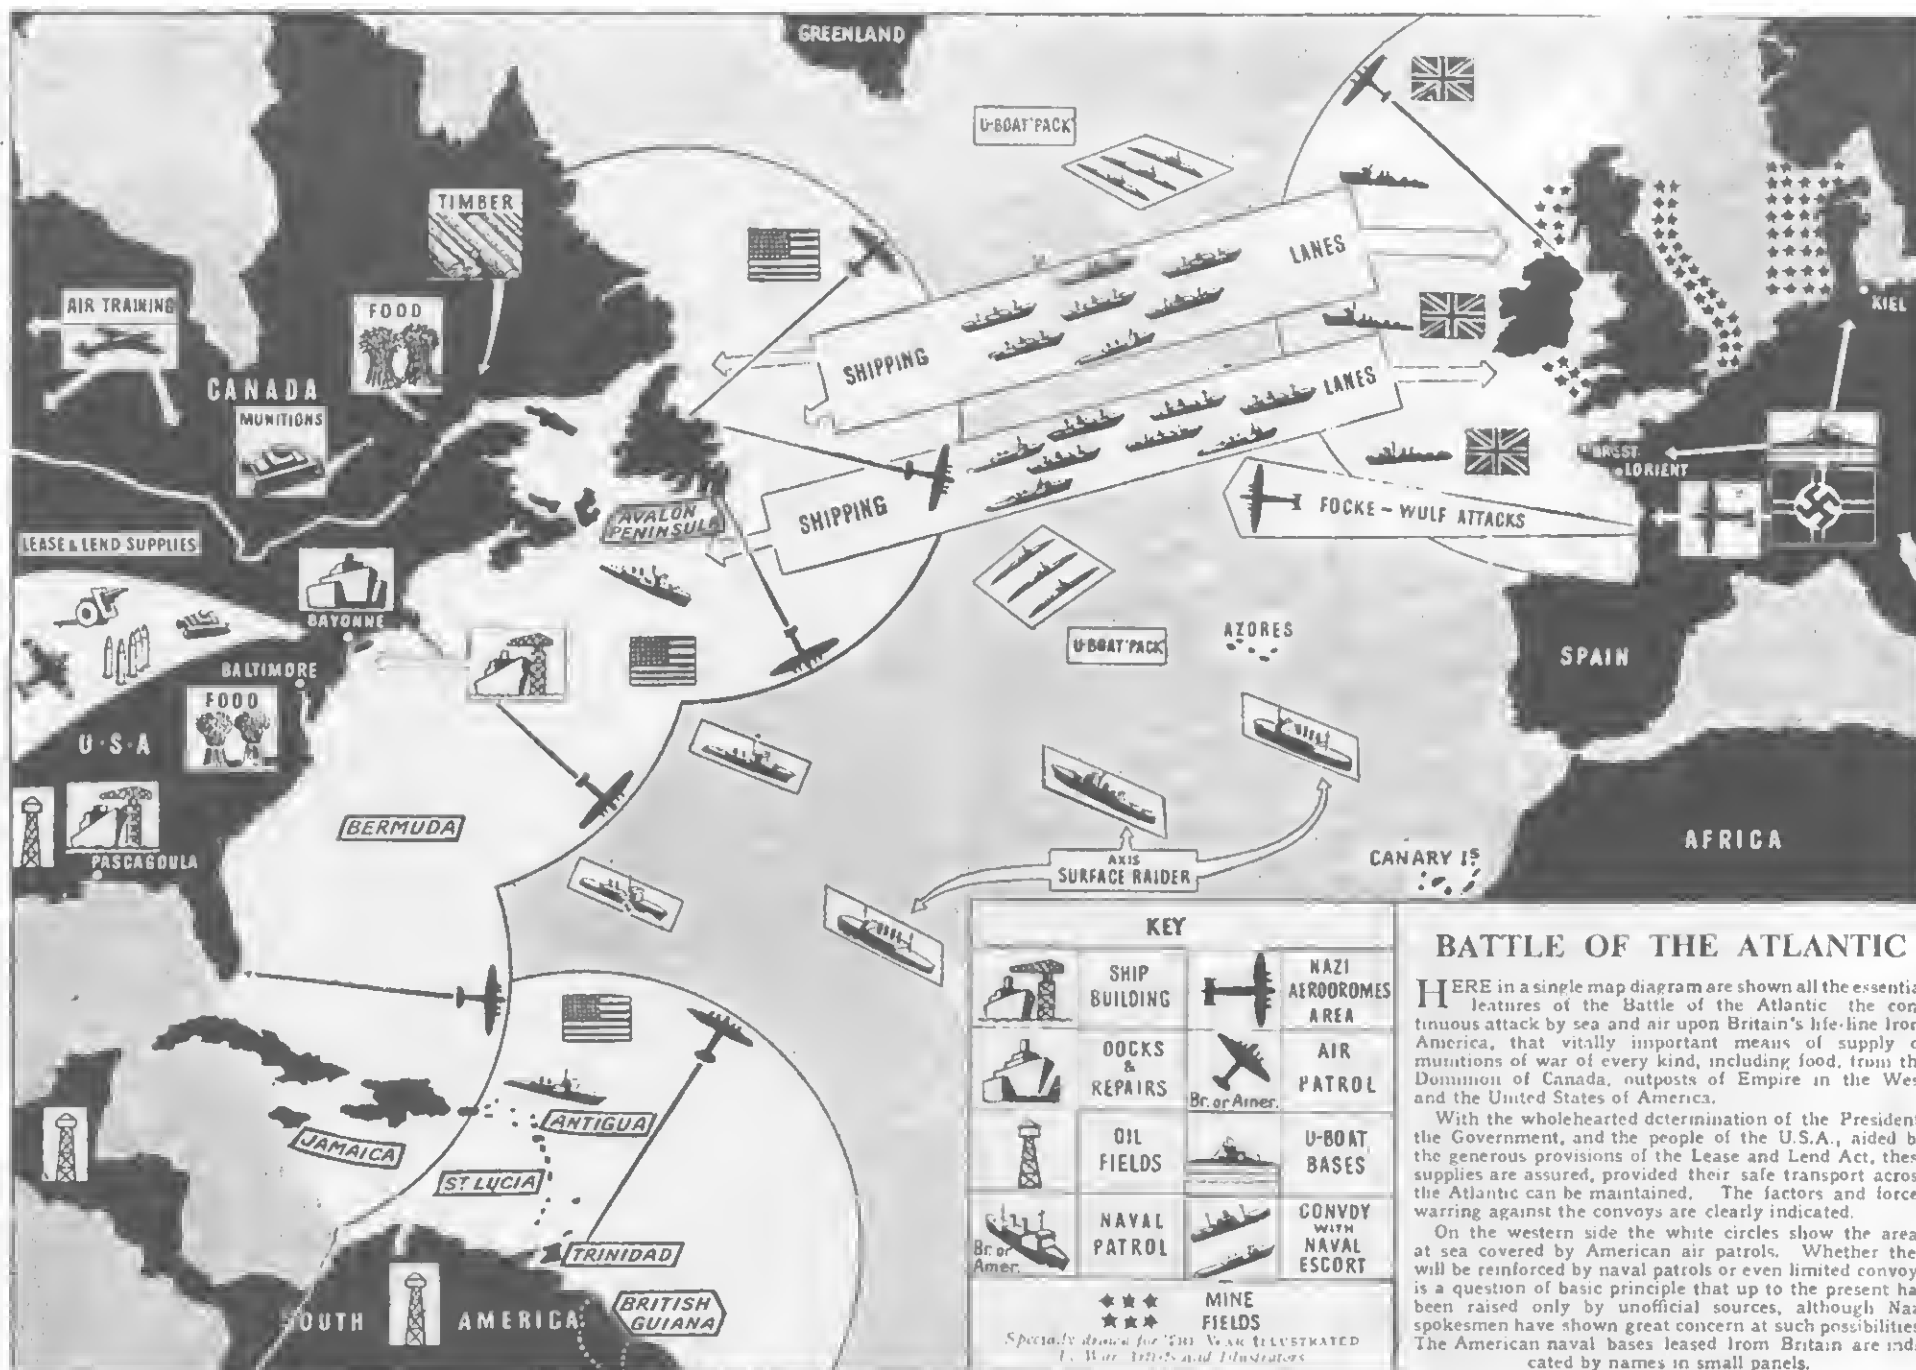 GREENLAND
U-BOAT 'PACK'
TIMBER
AIR TRAINING
FOOD
CANADA
MUNITIONS
SHIPPING LANES
SHIPPING LANES
KIEL
BREST
LORIENT
FOCKE-WULF ATTACKS
AVALON
PENINSULA
LEASE & LEND SUPPLIES
BAYONNE
BALTIMORE
FOOD
U·S·A
U-BOAT 'PACK'
AZORES
SPAIN
BERMUDA
PASCAGOULA
AXIS
SURFACE RAIDER
CANARY IS
AFRICA
JAMAICA
ANTIGUA
ST LUCIA
TRINIDAD
SOUTH AMERICA
BRITISH
GUIANA
KEY
SHIP
BUILDING
NAZI
AERODROMES
AREA
DOCKS
&
REPAIRS
AIR
PATROL
Br. or Amer.
OIL
FIELDS
U-BOAT
BASES
NAVAL
PATROL
Br. or
Amer.
CONVOY
WITH
NAVAL
ESCORT
MINE
FIELDS
Specially drawn for THE WAR ILLUSTRATED
War Artists and Illustrators
BATTLE OF THE ATLANTIC
HERE in a single map diagram are shown all the essentia
features of the Battle of the Atlantic the con
tinuous attack by sea and air upon Britain's life-line from
America, that vitally important means of supply o
munitions of war of every kind, including food, from th
Dominion of Canada, outposts of Empire in the Wes
and the United States of America.
With the wholehearted determination of the President
the Government, and the people of the U.S.A., aided b
the generous provisions of the Lease and Lend Act, thes
supplies are assured, provided their safe transport acros
the Atlantic can be maintained. The factors and force
warring against the convoys are clearly indicated.
On the western side the white circles show the area
at sea covered by American air patrols. Whether the
will be reinforced by naval patrols or even limited convoy
is a question of basic principle that up to the present ha
been raised only by unofficial sources, although Naz
spokesmen have shown great concern at such possibilities
The American naval bases leased from Britain are indi
cated by names in small panels.